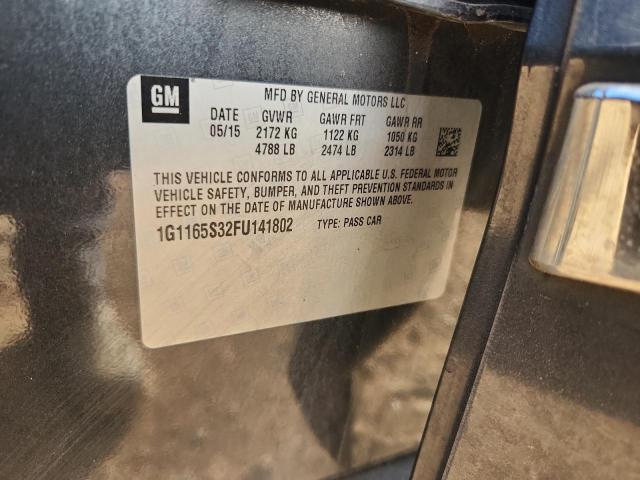 GM
MFD BY GENERAL MOTORS LLC
DATE GVWR GAWR FRT GAWR RR
05/15 2172 KG 1122 KG 1050 KG
4788 LB 2474 LB 2314 LB
THIS VEHICLE CONFORMS TO ALL APPLICABLE U.S. FEDERAL MOTOR
VEHICLE SAFETY, BUMPER, AND THEFT PREVENTION STANDARDS IN
EFFECT ON THE DATE OF MANUFACTURE SHOWN ABOVE.
1G1165S32FU141802 TYPE: PASS CAR